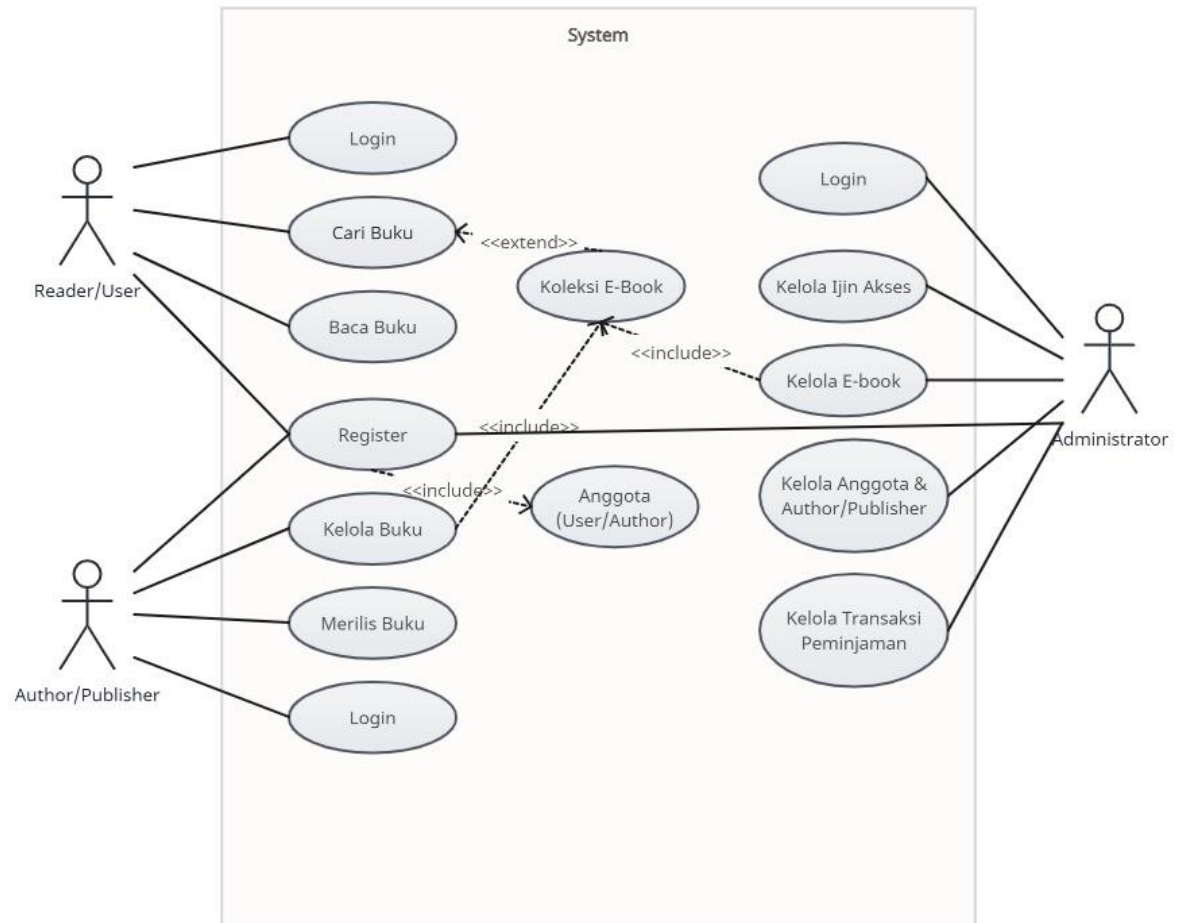 System
Login
Login
Cari Buku
<<extend>>
Koleksi E-Book
Kelola Ijin Akses
Reader/User
Baca Buku
<<include>>
Kelola E-book
Register
<<include>>
Administrator
<<include>>
Anggota
(User/Author)
Kelola Anggota &
Author/Publisher
Kelola Buku
Merilis Buku
Kelola Transaksi
Peminjaman
Author/Publisher
Login